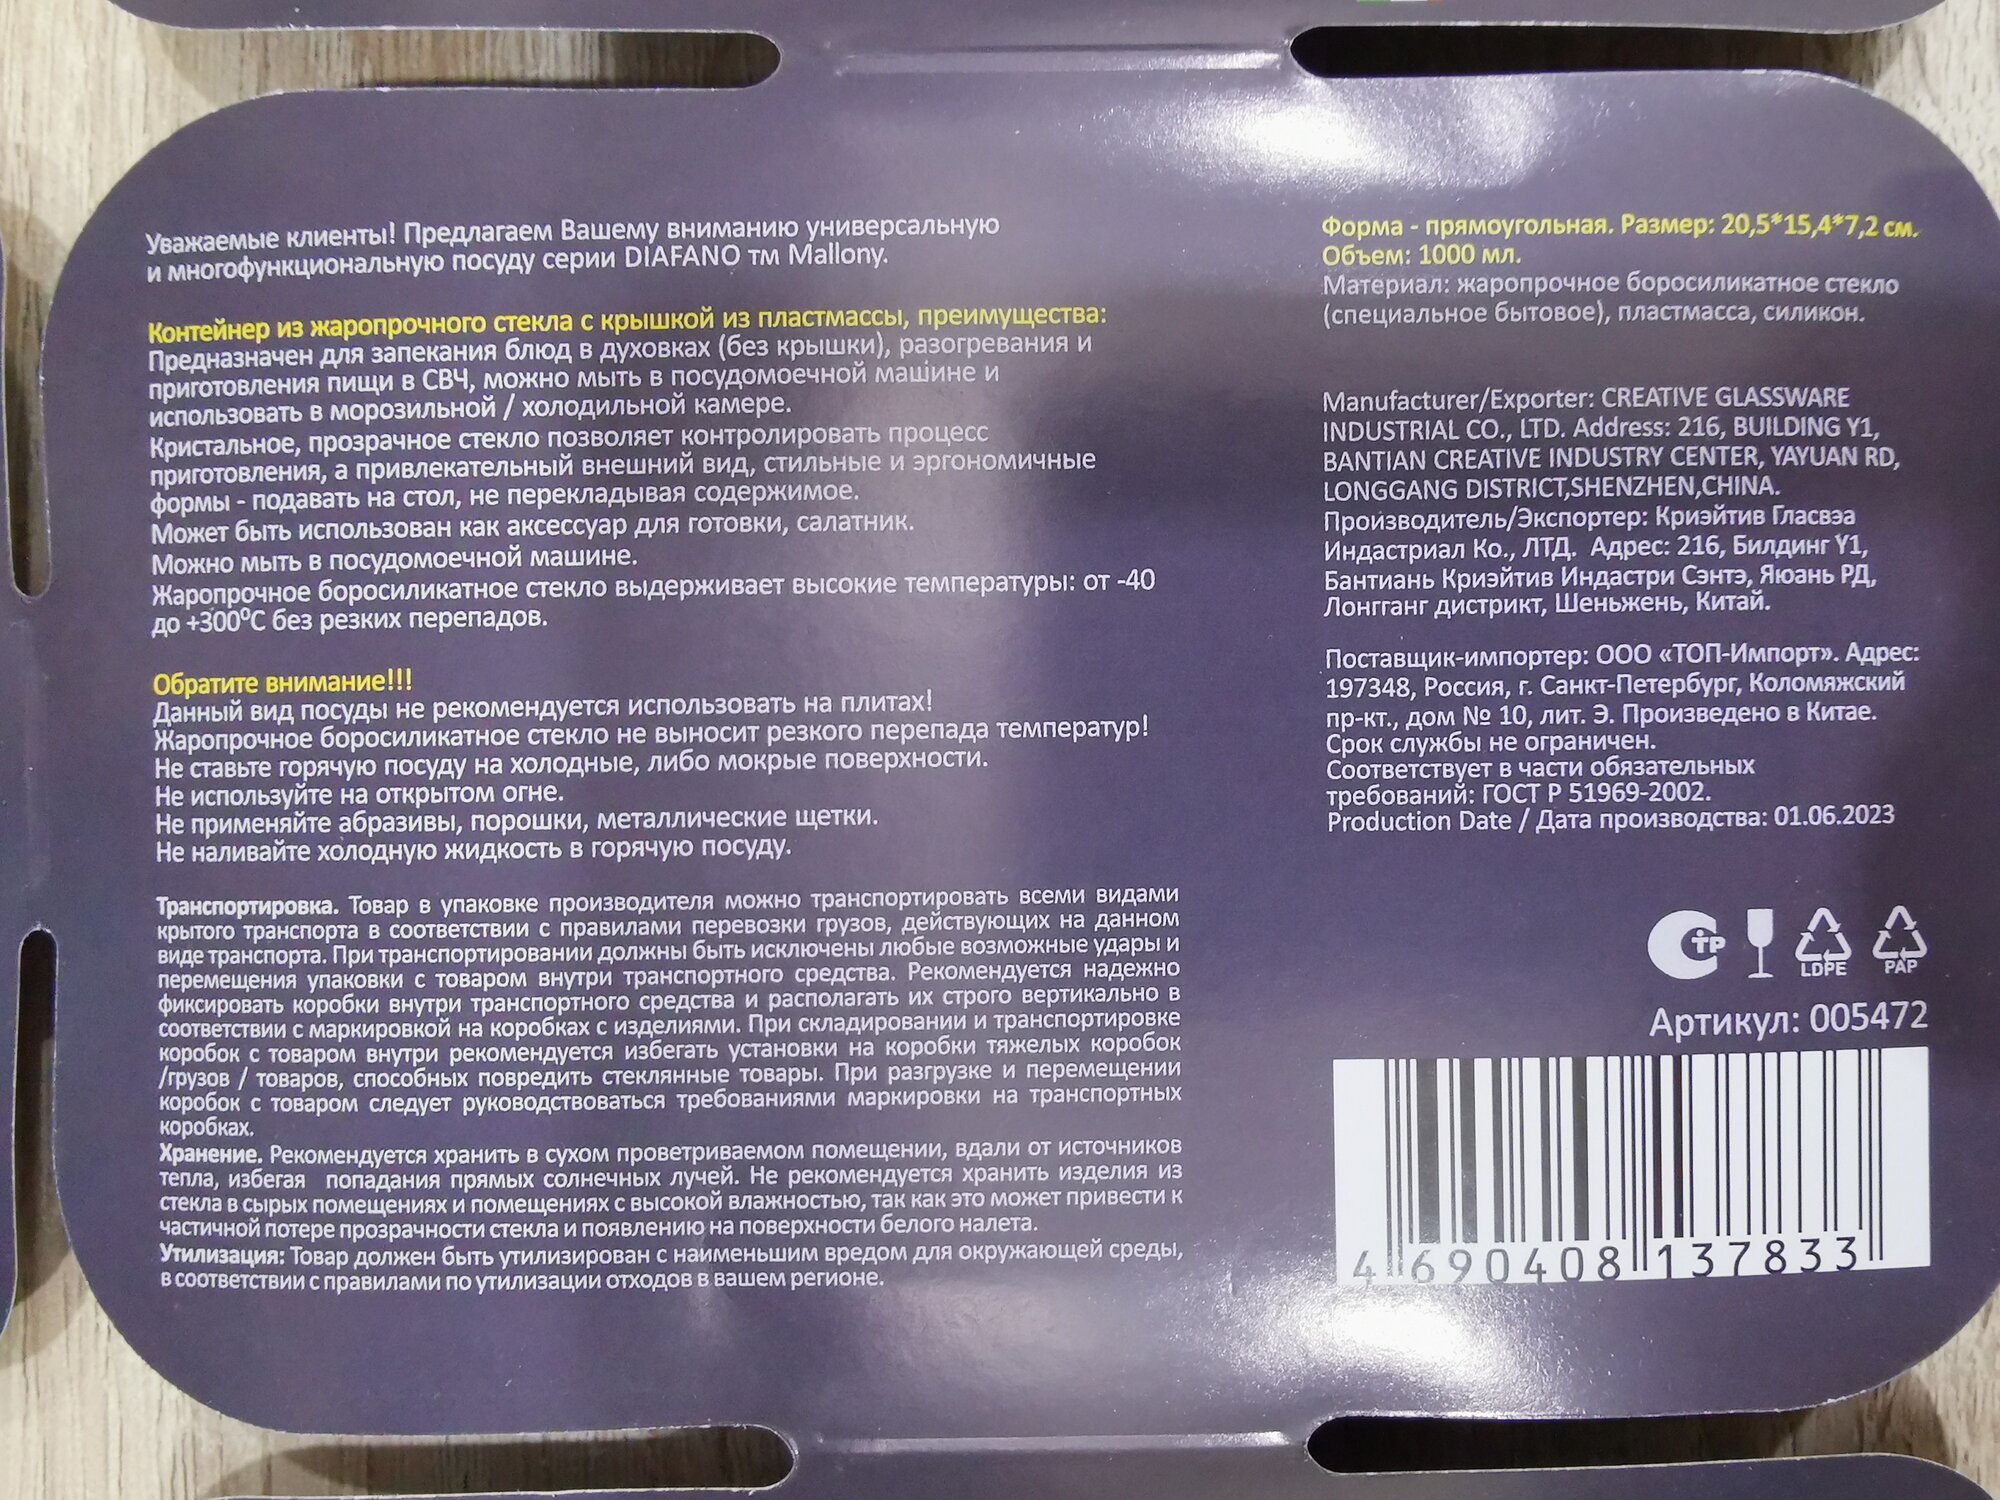 Уважаемые клиенты! Предлагаем Вашему вниманию универсальную
и многофункциональную посуду серии DIAFANO тм Mallony.
Контейнер из жаропрочного стекла с крышкой из пластмассы, преимущества:
Предназначен для запекания блюд в духовках (без крышки), разогревания и
приготовления пищи в СВЧ, можно мыть в посудомоечной машине и
использовать в морозильной / холодильной камере.
Кристальное, прозрачное стекло позволяет контролировать процесс
приготовления, а привлекательный внешний вид, стильные и эргономичные
формы - подавать на стол, не перекладывая содержимое.
Может быть использован как аксессуар для готовки, салатник.
Можно мыть в посудомоечной машине.
Жаропрочное боросиликатное стекло выдерживает высокие температуры: от -40
до +300⁰С без резких перепадов.
Обратите внимание!!!
Данный вид посуды не рекомендуется использовать на плитах!
Жаропрочное боросиликатное стекло не выносит резкого перепада температур!
Не ставьте горячую посуду на холодные, либо мокрые поверхности.
Не используйте на открытом огне.
Не применяйте абразивы, порошки, металлические щетки.
Не наливайте холодную жидкость в горячую посуду.
Транспортировка. Товар в упаковке производителя можно транспортировать всеми видами
крытого транспорта в соответствии с правилами перевозки грузов, действующих на данном
виде транспорта. При транспортировании должны быть исключены любые возможные удары и
перемещения упаковки с товаром внутри транспортного средства. Рекомендуется надежно
фиксировать коробки внутри транспортного средства и располагать их строго вертикально в
соответствии с маркировкой на коробках с изделиями. При складировании и транспортировке
коробок с товаром внутри рекомендуется избегать установки на коробки тяжелых коробок
/грузов / товаров, способных повредить стеклянные товары. При разгрузке и перемещении
коробок с товаром следует руководствоваться требованиями маркировки на транспортных
коробках.
Хранение. Рекомендуется хранить в сухом проветриваемом помещении, вдали от источников
тепла, избегая попадания прямых солнечных лучей. Не рекомендуется хранить изделия из
стекла в сырых помещениях и помещениях с высокой влажностью, так как это может привести к
частичной потере прозрачности стекла и появлению на поверхности белого налета.
Утилизация: Товар должен быть утилизирован с наименьшим вредом для окружающей среды,
в соответствии с правилами по утилизации отходов в вашем регионе.
Форма - прямоугольная. Размер: 20,5*15,4*7,2 см.
Объем: 1000 мл.
Материал: жаропрочное боросиликатное стекло
(специальное бытовое), пластмасса, силикон.
Manufacturer/Exporter: CREATIVE GLASSWARE
INDUSTRIAL CO., LTD. Address: 216, BUILDING Y1,
BANTIAN CREATIVE INDUSTRY CENTER, YAYUAN RD,
LONGGANG DISTRICT,SHENZHEN,CHINA.
Производитель/Экспортер: Криэйтив Гласвэа
Индастриал Ко., ЛТД. Адрес: 216, Билдинг Y1,
Бантиань Криэйтив Индастри Сэнтэ, Яюань РД,
Лонгганг дистрикт, Шеньжень, Китай.
Поставщик-импортер: ООО «ТОП-Импорт». Адрес:
197348, Россия, г. Санкт-Петербург, Коломяжский
пр-кт., дом № 10, лит. Э. Произведено в Китае.
Срок службы не ограничен.
Соответствует в части обязательных
требований: ГОСТ Р 51969-2002.
Production Date / Дата производства: 01.06.2023
СТР
LDPE
PAP
Артикул: 005472
4 690408 137833